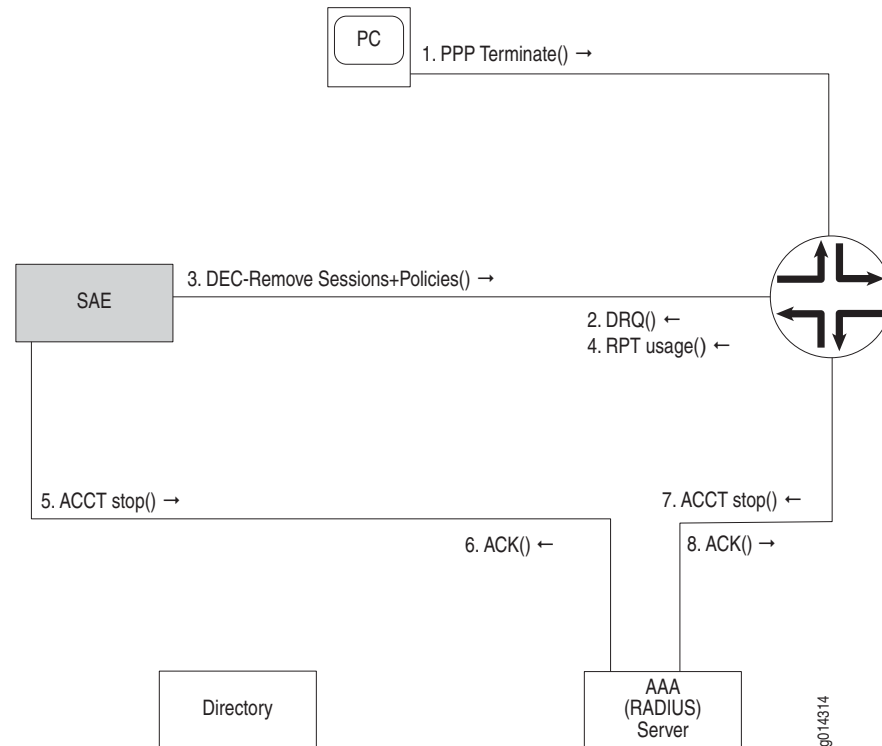 PC
1. PPP Terminate() →
3. DEC-Remove Sessions+Policies() →
SAE
2. DRQ() ←
4. RPT usage() ←
5. ACCT stop() →
7. ACCT stop() ←
6. ACK() ←
8. ACK() →
Directory
AAA
(RADIUS)
Server
g014314